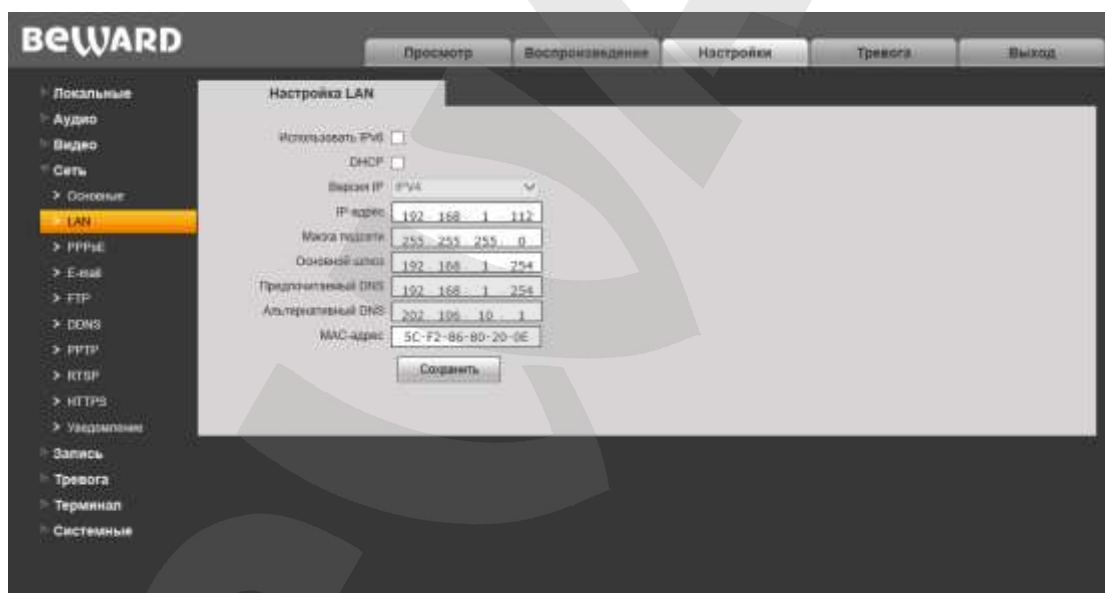 BEWARD
Просмотр Воспроизведение Настройки Тревога Выход
Локальные
Аудио
Видео
Сеть
> Основные
> LAN
> PPPoE
> E-mail
> FTP
> DDNS
> PPTP
> RTSP
> HTTPS
> Уведомление
Запись
Тревога
Терминал
Системные
Настройка LAN
Использовать IPv6
DHCP
Версия IP IPV4
IP-адрес 192 . 168 . 1 . 112
Маска подсети 255 . 255 . 255 . 0
Основной шлюз 192 . 168 . 1 . 254
Предпочитаемый DNS 192 . 168 . 1 . 254
Альтернативный DNS 202 . 106 . 10 . 1
MAC-адрес 5C-F2-86-80-20-0E
Сохранить